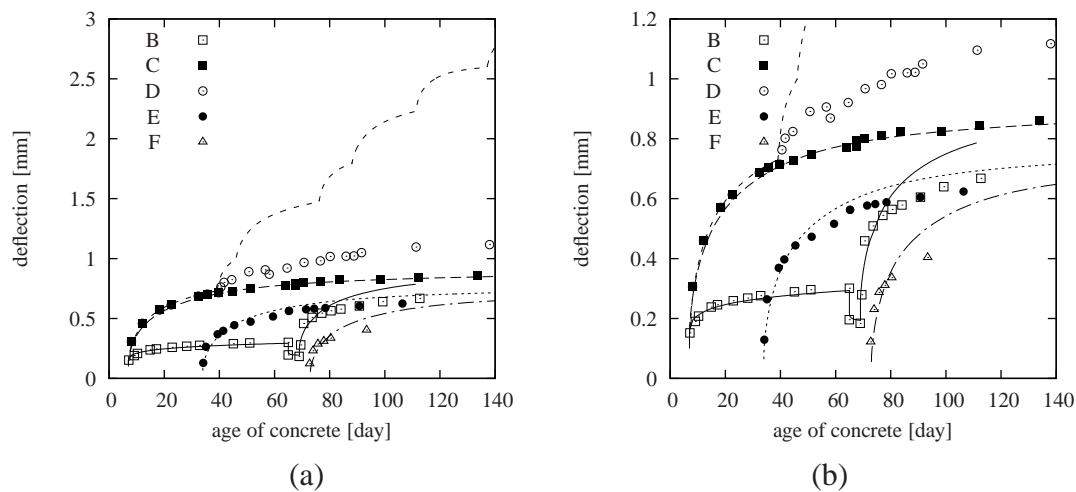 3
2.5
2
1.5
1
0.5
0
0 20 40 60 80 100 120 140
deflection [mm]
age of concrete [day]
B
C
D
E
F
(a)
1.2
1
0.8
0.6
0.4
0.2
0
0 20 40 60 80 100 120 140
deflection [mm]
age of concrete [day]
B
C
D
E
F
(b)